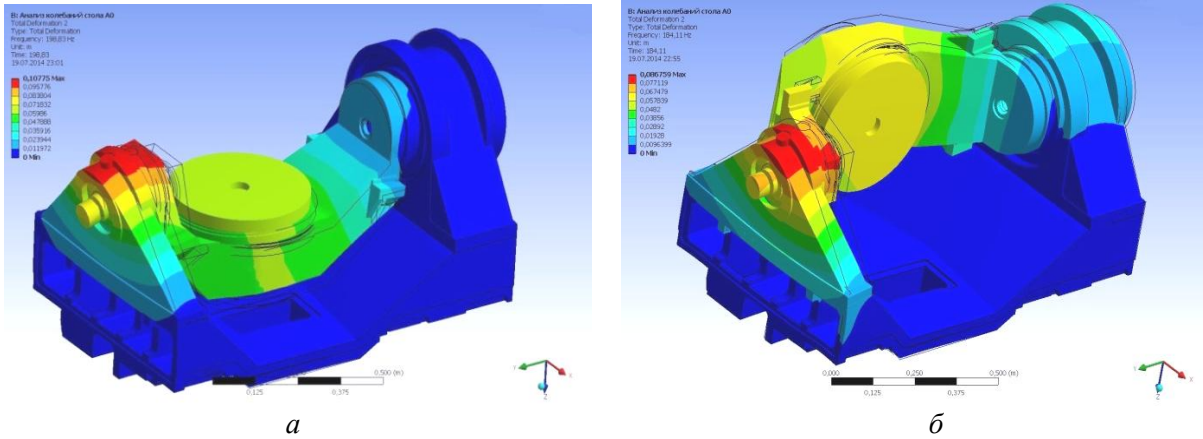 B: Анализ колебаний стола A0
Total Deformation 2
Type: Total Deformation
Frequency: 198,83 Hz
Unit: m
Time: 198,83
19.07.2014 23:01
0,10775 Max
0,095776
0,083804
0,071832
0,05986
0,047888
0,035916
0,023944
0,011972
0 Min
0,500 (m)
0,125
0,375
Y
X
Z
а
B: Анализ колебаний стола A0
Total Deformation 2
Type: Total Deformation
Frequency: 184,11 Hz
Unit: m
Time: 184,11
19.07.2014 22:55
0,086759 Max
0,077119
0,067479
0,057839
0,0482
0,03856
0,02892
0,01928
0,0096399
0 Min
0,000
0,250
0,500 (m)
0,125
0,375
Y
X
Z
б